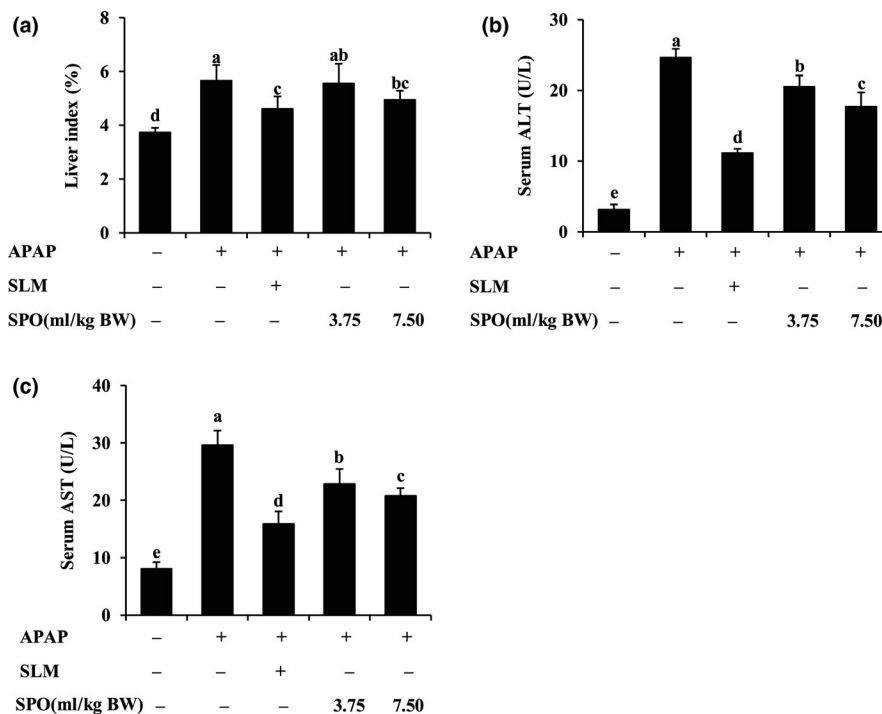 (a)
8
6
4
2
0
Liver index (%)
d a c ab bc
APAP – + + + +
SLM – – + – –
SPO(ml/kg BW) – – – 3.75 7.50
(b)
30
20
10
0
Serum ALT (U/L)
e a d b c
APAP – + + + +
SLM – – + – –
SPO(ml/kg BW) – – – 3.75 7.50
(c)
40
30
20
10
0
Serum AST (U/L)
e a d b c
APAP – + + + +
SLM – – + – –
SPO(ml/kg BW) – – – 3.75 7.50